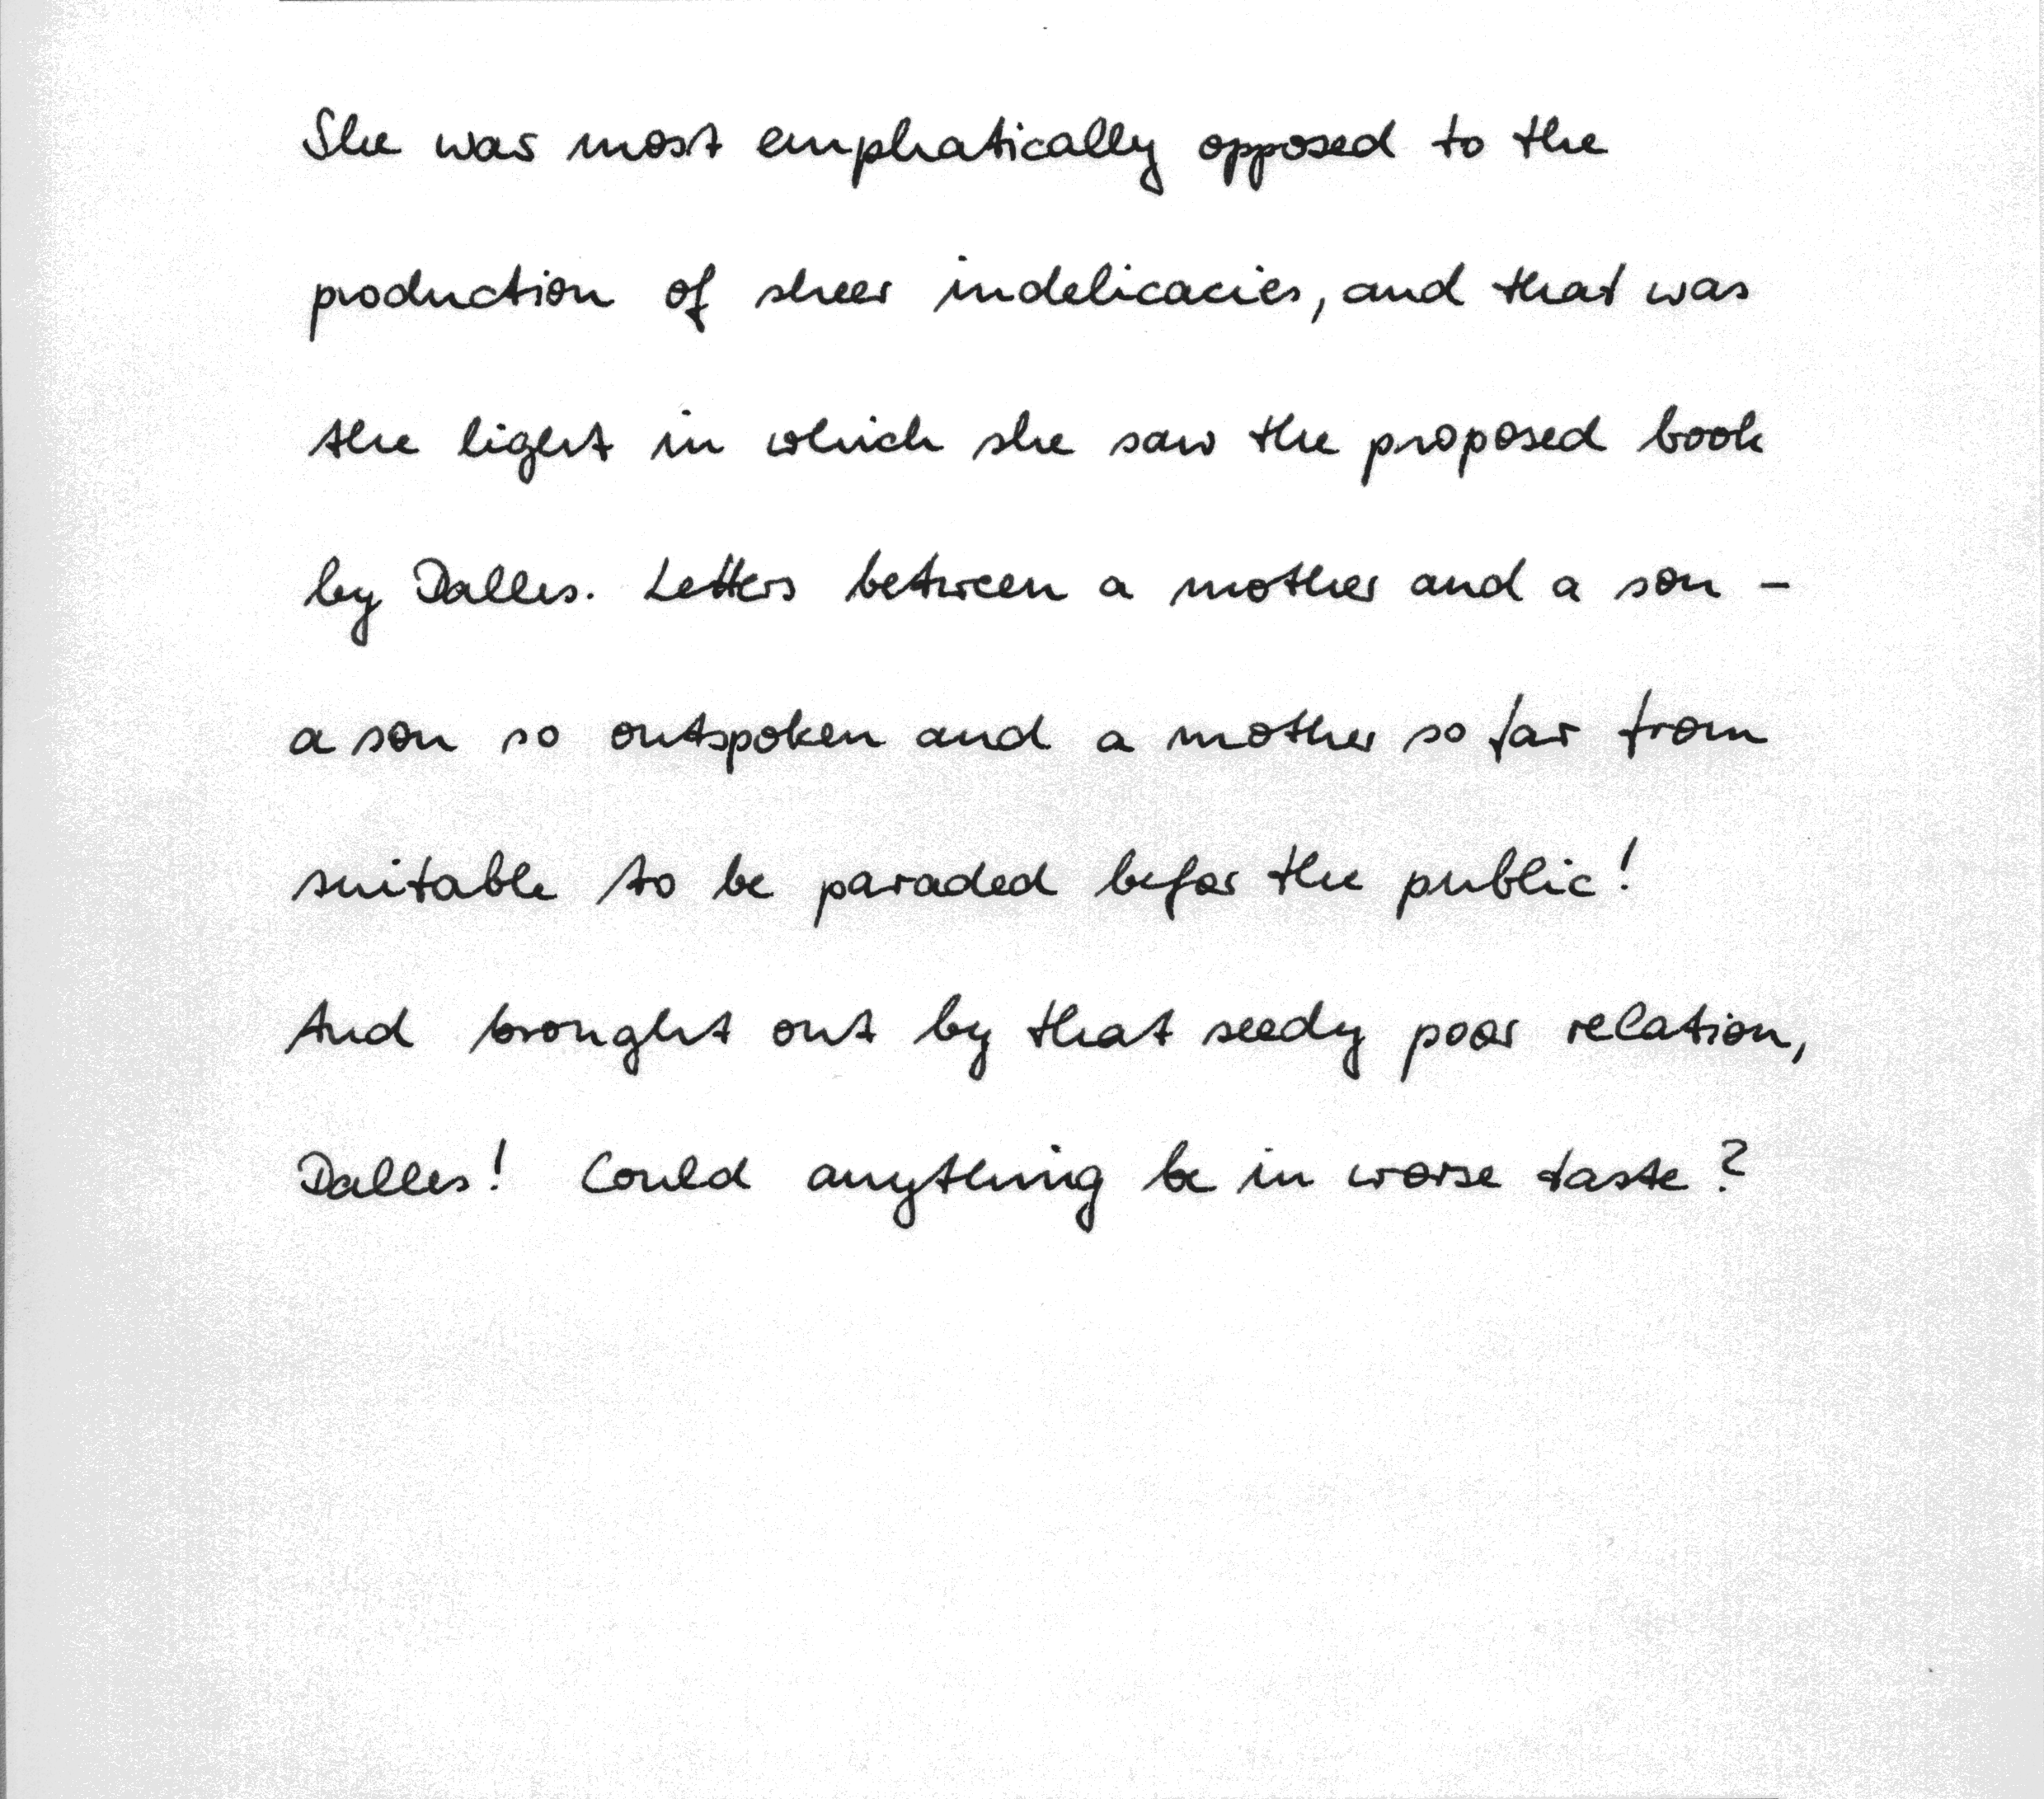 She was most emphatically opposed to the
production of sheer indelicacies, and that was
the light in which she saw the proposed book
by Dalles. Letters between a mother and a son -
a son so outspoken and a mother so far from
suitable to be paraded befor the public!
And brought out by that seedy poor relation,
Dalles! Could anything be in worse taste?